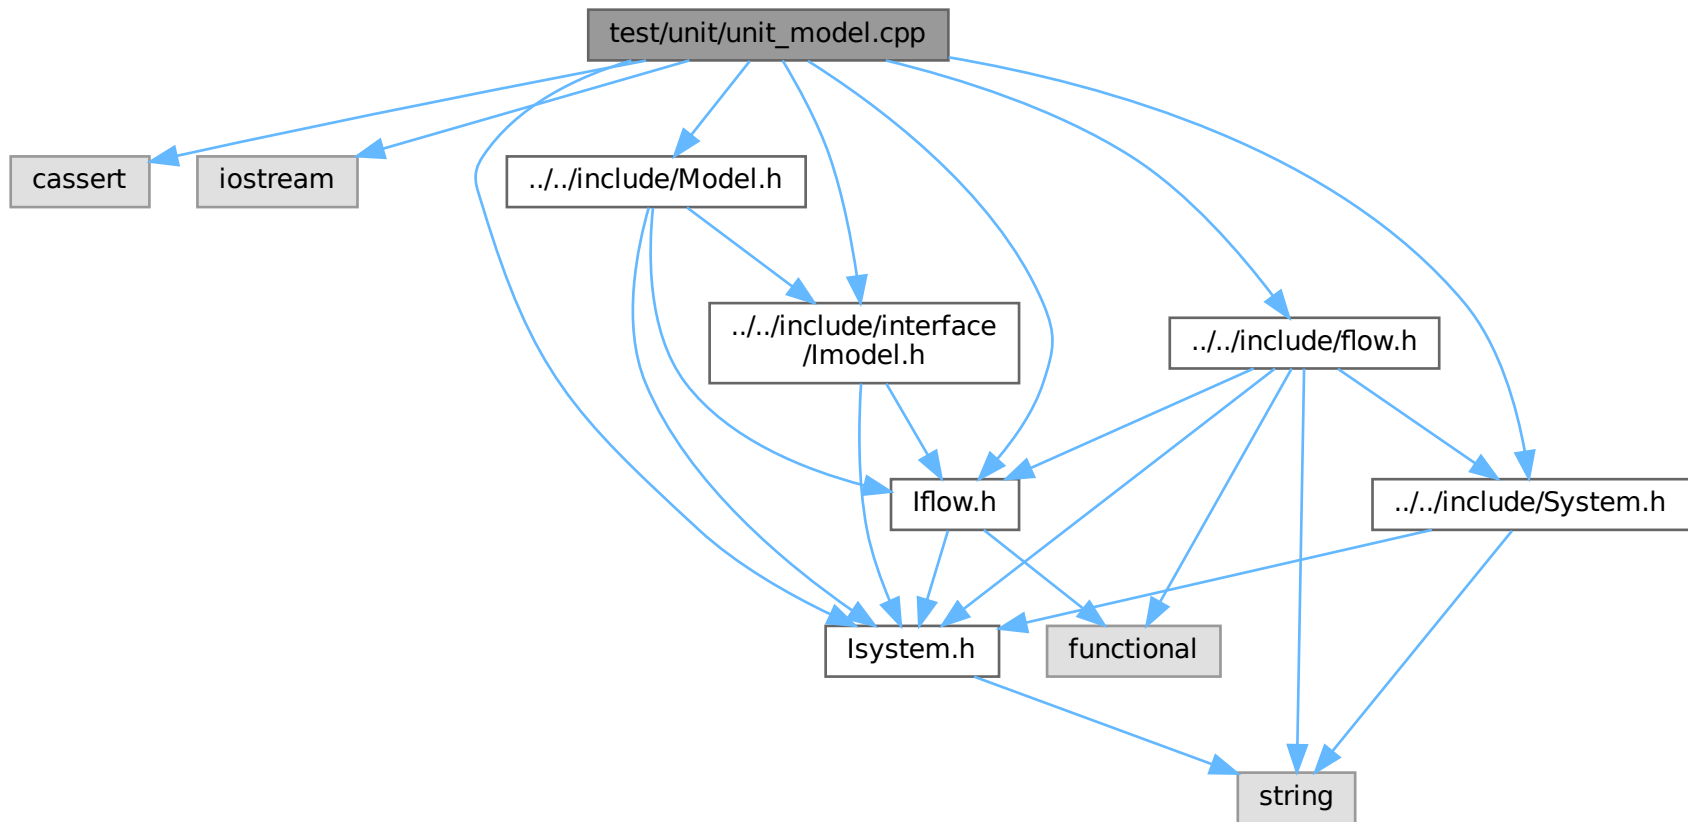 test/unit/unit_model.cpp
cassert
iostream
../../include/Model.h
../../include/interface
/Imodel.h
../../include/flow.h
Iflow.h
../../include/System.h
Isystem.h
functional
string